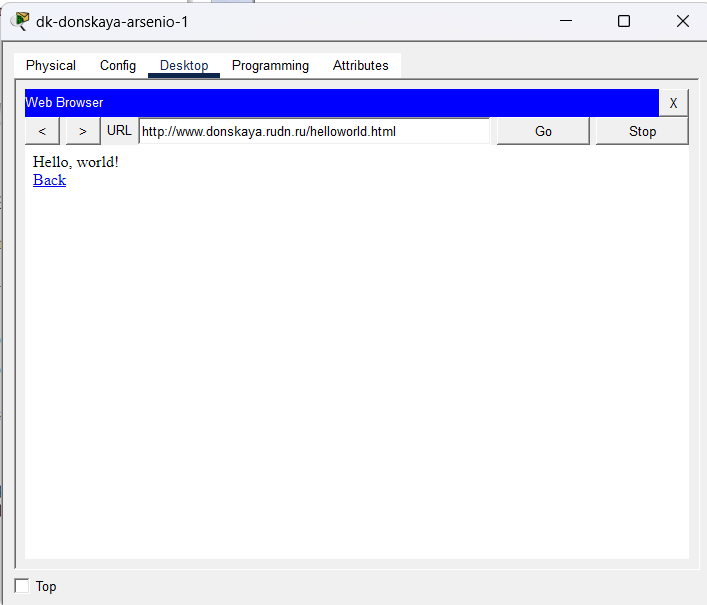 dk-donskaya-arsenio-1
Physical Config Desktop Programming Attributes
Web Browser X
< > URL http://www.donskaya.rudn.ru/helloworld.html Go Stop
Hello, world!
Back
Top